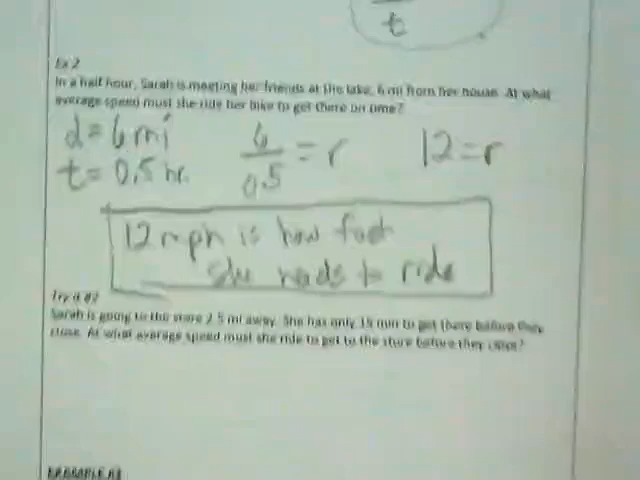 t
Ex 2
In a half hour, Sarah is meeting her friends at the lake, 6 mi from her house. At what
average speed must she ride her bike to get there on time?
d = 6 mi
t = 0.5 hr.
6
0.5
= r
12 = r
12 mph is how fast
she needs to ride
Try it #2
Sarah is going to the store 2.5 mi away. She has only 15 min to get there before they
close. At what average speed must she ride to get to the store before they close?
EXAMPLE #3